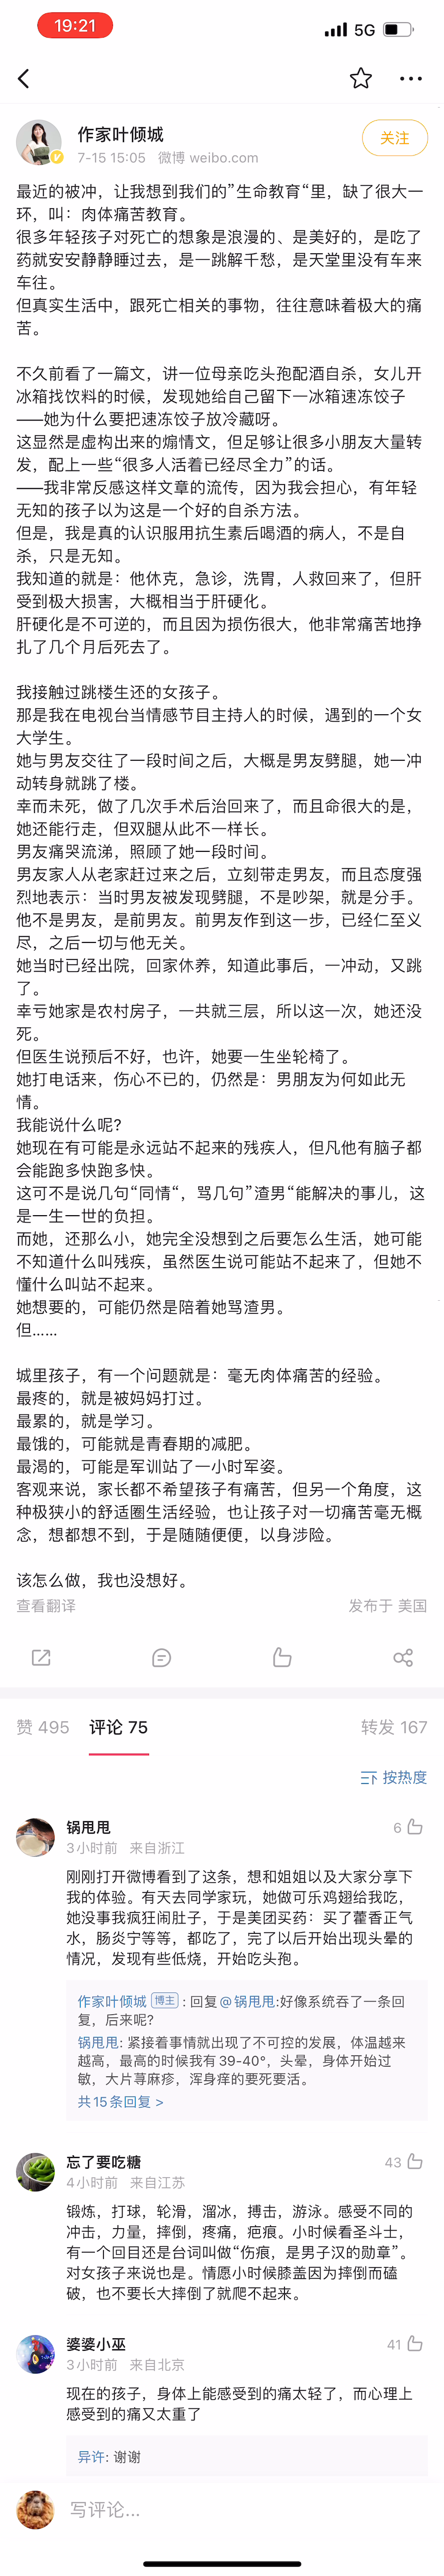 19:21
5G
作家叶倾城
7-15 15:05 微博 weibo.com
关注
最近的被冲，让我想到我们的”生命教育“里，缺了很大一
环，叫：肉体痛苦教育。
很多年轻孩子对死亡的想象是浪漫的、是美好的，是吃了
药就安安静静睡过去，是一跳解千愁，是天堂里没有车来
车往。
但真实生活中，跟死亡相关的事物，往往意味着极大的痛
苦。
不久前看了一篇文，讲一位母亲吃头孢配酒自杀，女儿开
冰箱找饮料的时候，发现她给自己留下一冰箱速冻饺子
——她为什么要把速冻饺子放冷藏呀。
这显然是虚构出来的煽情文，但足够让很多小朋友大量转
发，配上一些“很多人活着已经尽全力”的话。
——我非常反感这样文章的流传，因为我会担心，有年轻
无知的孩子以为这是一个好的自杀方法。
但是，我是真的认识服用抗生素后喝酒的病人，不是自
杀，只是无知。
我知道的就是：他休克，急诊，洗胃，人救回来了，但肝
受到极大损害，大概相当于肝硬化。
肝硬化是不可逆的，而且因为损伤很大，他非常痛苦地挣
扎了几个月后死去了。
我接触过跳楼生还的女孩子。
那是我在电视台当情感节目主持人的时候，遇到的一个女
大学生。
她与男友交往了一段时间之后，大概是男友劈腿，她一冲
动转身就跳了楼。
幸而未死，做了几次手术后治回来了，而且命很大的是，
她还能行走，但双腿从此不一样长。
男友痛哭流涕，照顾了她一段时间。
男友家人从老家赶过来之后，立刻带走男友，而且态度强
烈地表示：当时男友被发现劈腿，不是吵架，就是分手。
他不是男友，是前男友。前男友作到这一步，已经仁至义
尽，之后一切与他无关。
她当时已经出院，回家休养，知道此事后，一冲动，又跳
了。
幸亏她家是农村房子，一共就三层，所以这一次，她还没
死。
但医生说预后不好，也许，她要一生坐轮椅了。
她打电话来，伤心不已的，仍然是：男朋友为何如此无
情。
我能说什么呢?
她现在有可能是永远站不起来的残疾人，但凡他有脑子都
会能跑多快跑多快。
这可不是说几句“同情“，骂几句”渣男“能解决的事儿，这
是一生一世的负担。
而她，还那么小，她完全没想到之后要怎么生活，她可能
不知道什么叫残疾，虽然医生说可能站不起来了，但她不
懂什么叫站不起来。
她想要的，可能仍然是陪着她骂渣男。
但……
城里孩子，有一个问题就是：毫无肉体痛苦的经验。
最疼的，就是被妈妈打过。
最累的，就是学习。
最饿的，可能就是青春期的减肥。
最渴的，可能是军训站了一小时军姿。
客观来说，家长都不希望孩子有痛苦，但另一个角度，这
种极狭小的舒适圈生活经验，也让孩子对一切痛苦毫无概
念，想都想不到，于是随随便便，以身涉险。
该怎么做，我也没想好。
查看翻译
发布于 美国
赞 495 评论 75 转发 167
按热度
锅甩甩
6
3小时前 来自浙江
刚刚打开微博看到了这条，想和姐姐以及大家分享下
我的体验。有天去同学家玩，她做可乐鸡翅给我吃，
她没事我疯狂闹肚子，于是美团买药：买了藿香正气
水，肠炎宁等等，都吃了，完了以后开始出现头晕的
情况，发现有些低烧，开始吃头孢。
作家叶倾城 博主 : 回复@锅甩甩:好像系统吞了一条回
复，后来呢?
锅甩甩: 紧接着事情就出现了不可控的发展，体温越来
越高，最高的时候我有39-40°，头晕，身体开始过
敏，大片荨麻疹，浑身痒的要死要活。
共15条回复 >
忘了要吃糖
43
4小时前 来自江苏
锻炼，打球，轮滑，溜冰，搏击，游泳。感受不同的
冲击，力量，摔倒，疼痛，疤痕。小时候看圣斗士，
有一个回目还是台词叫做“伤痕，是男子汉的勋章”。
对女孩子来说也是。情愿小时候膝盖因为摔倒而磕
破，也不要长大摔倒了就爬不起来。
婆婆小巫
41
3小时前 来自北京
现在的孩子，身体上能感受到的痛太轻了，而心理上
感受到的痛又太重了
异许: 谢谢
写评论...